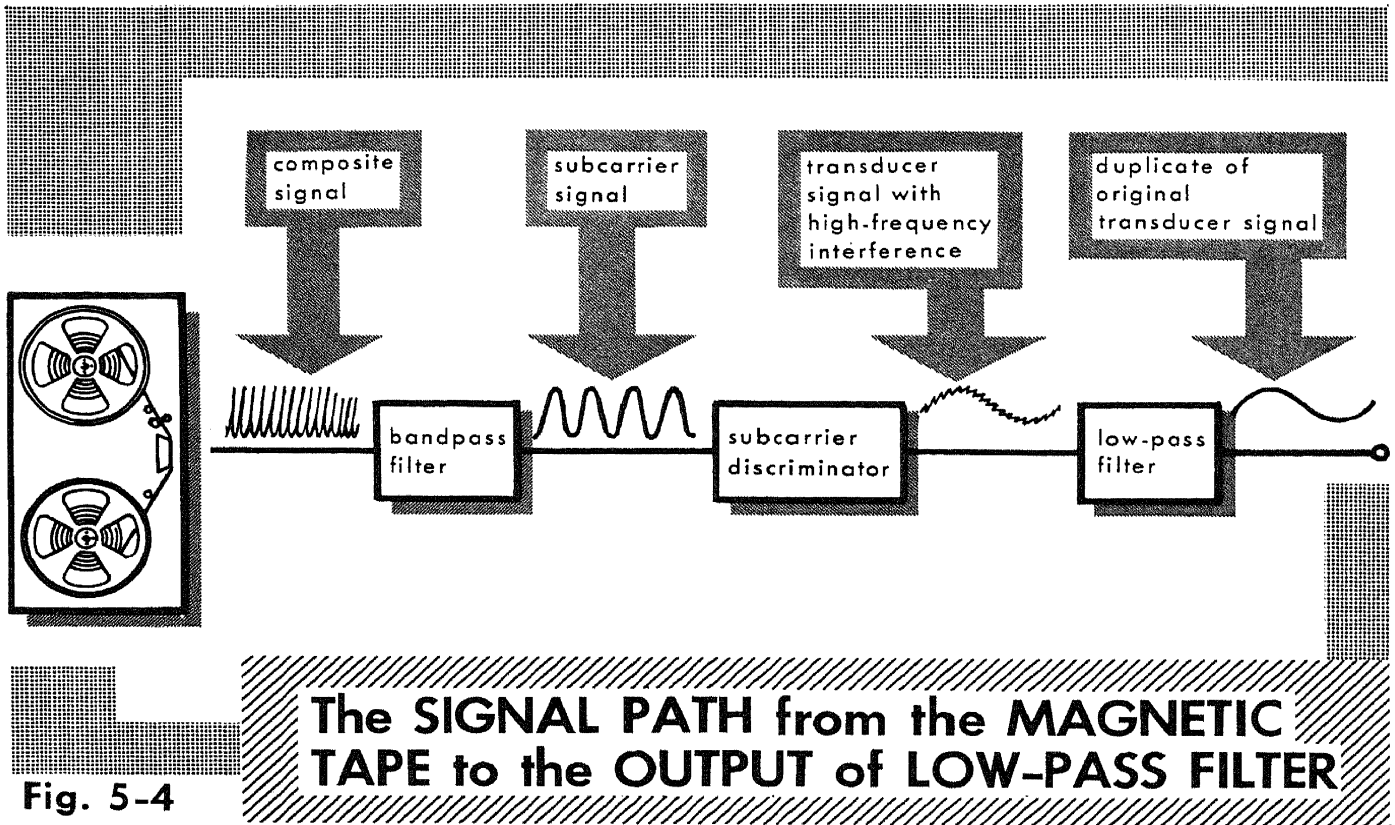 composite
signal
subcarrier
signal
transducer
signal with
high-frequency
interference
duplicate of
original
transducer signal
bandpass
filter
subcarrier
discriminator
low-pass
filter
The SIGNAL PATH from the MAGNETIC
TAPE to the OUTPUT of LOW-PASS FILTER
Fig. 5-4